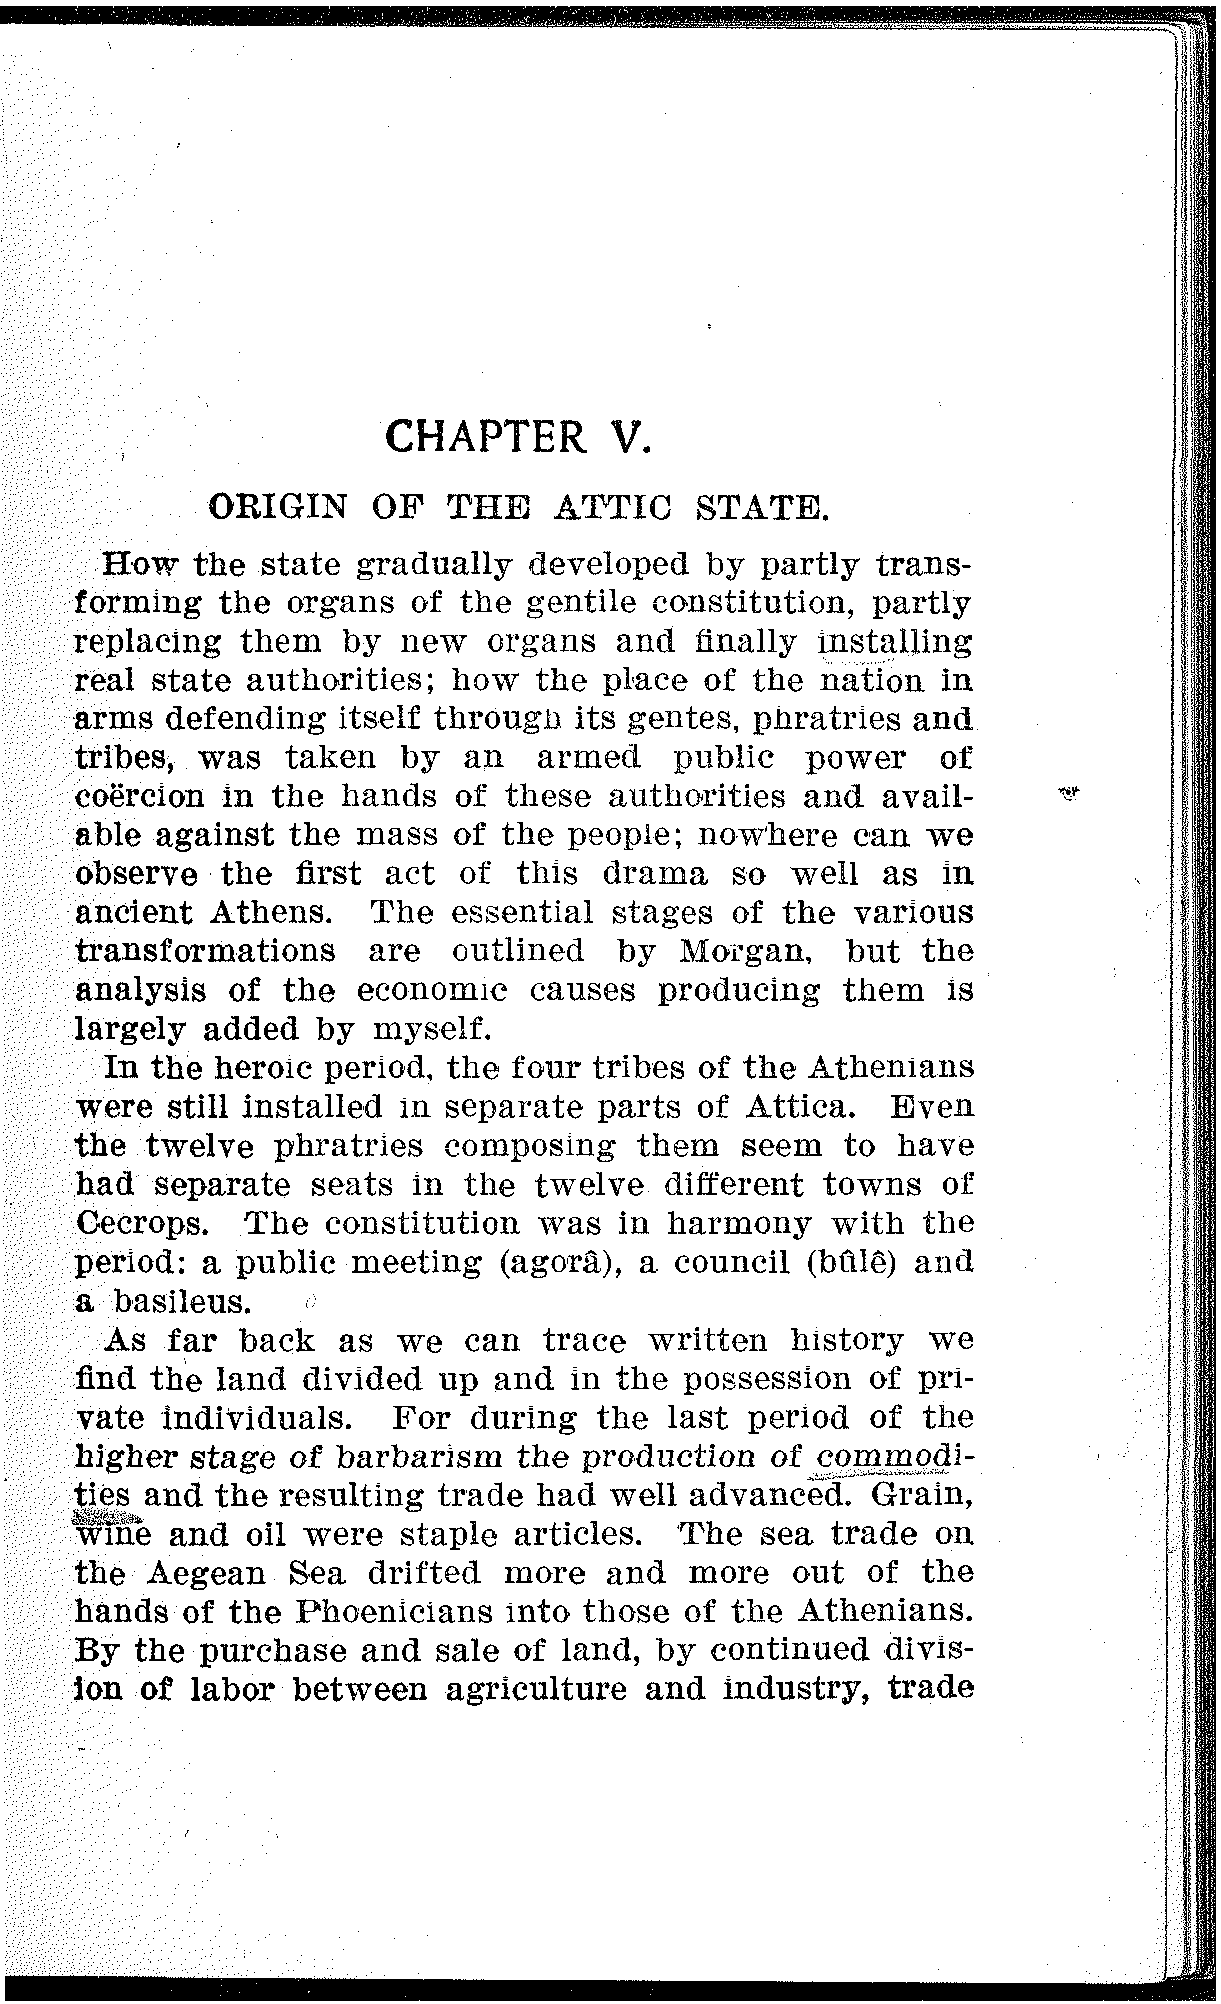 CHAPTER V.
ORIGIN OF THE ATTIC STATE.
How the state gradually developed by partly trans-
forming the organs of the gentile constitution, partly
replacing them by new organs and finally installing
real state authorities; how the place of the nation in
arms defending itself through its gentes, phratries and
tribes, was taken by an armed public power of
coërcion in the hands of these authorities and avail-
able against the mass of the people; nowhere can we
observe the first act of this drama so well as in
ancient Athens. The essential stages of the various
transformations are outlined by Morgan, but the
analysis of the economic causes producing them is
largely added by myself.
In the heroic period, the four tribes of the Athenians
were still installed in separate parts of Attica. Even
the twelve phratries composing them seem to have
had separate seats in the twelve different towns of
Cecrops. The constitution was in harmony with the
period: a public meeting (agorâ), a council (bûlê) and
a basileus.
As far back as we can trace written history we
find the land divided up and in the possession of pri-
vate individuals. For during the last period of the
higher stage of barbarism the production of commodi-
ties and the resulting trade had well advanced. Grain,
wine and oil were staple articles. The sea trade on
the Aegean Sea drifted more and more out of the
hands of the Phoenicians into those of the Athenians.
By the purchase and sale of land, by continued divis-
ion of labor between agriculture and industry, trade